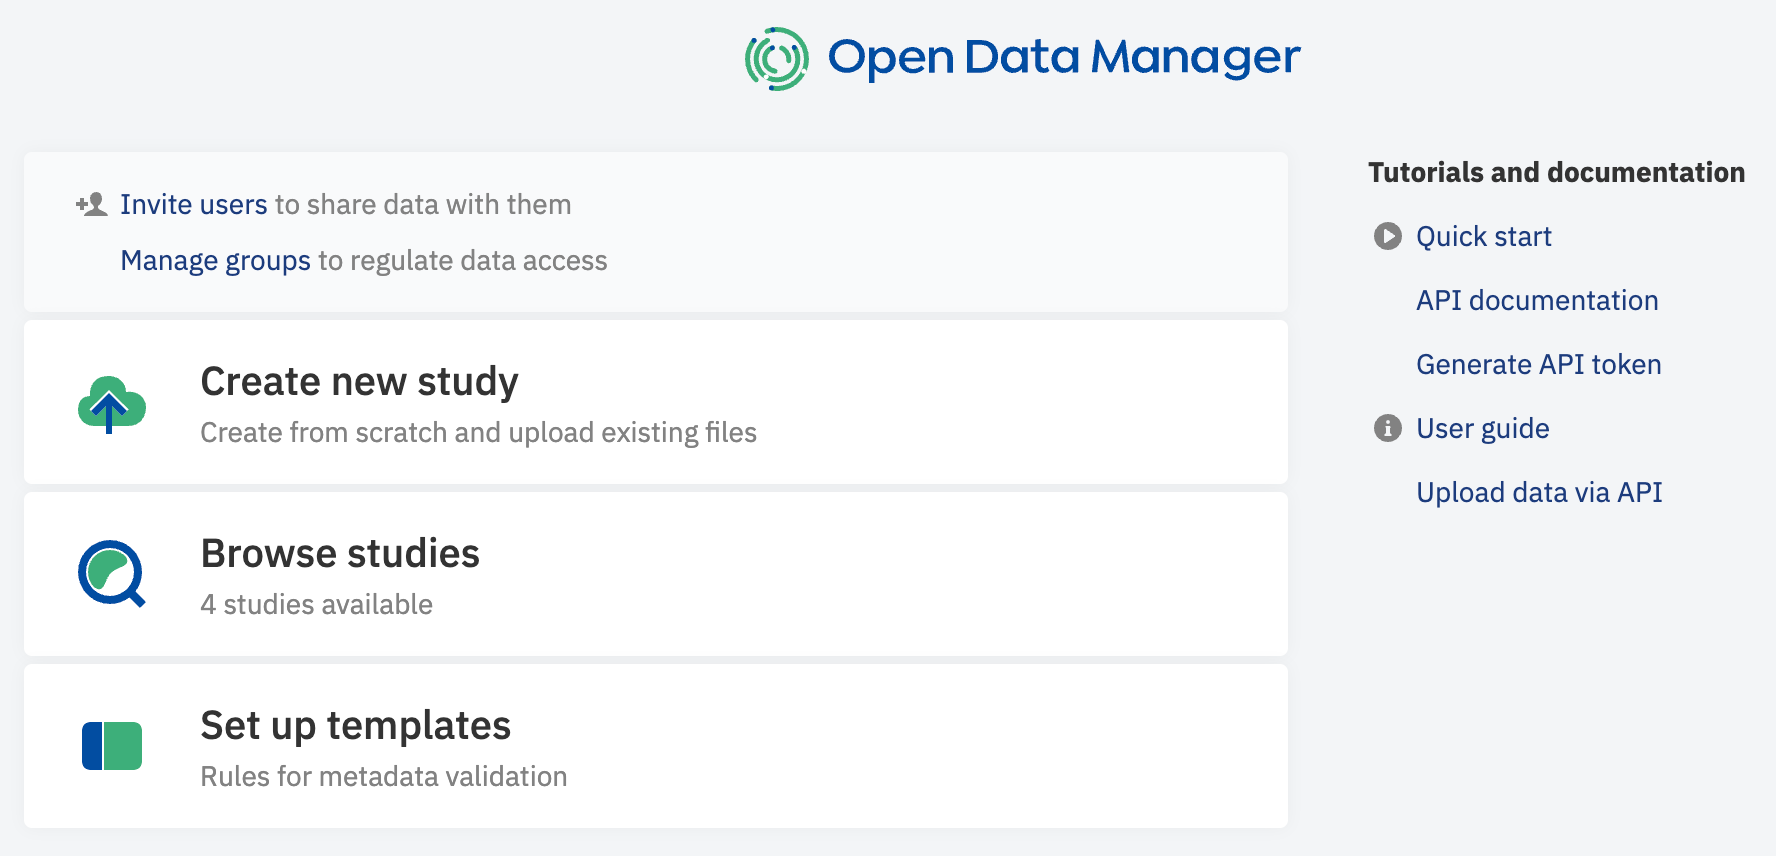 Open Data Manager
Invite users to share data with them
Manage groups to regulate data access
Create new study
Create from scratch and upload existing files
Browse studies
4 studies available
Set up templates
Rules for metadata validation
Tutorials and documentation
Quick start
API documentation
Generate API token
User guide
Upload data via API